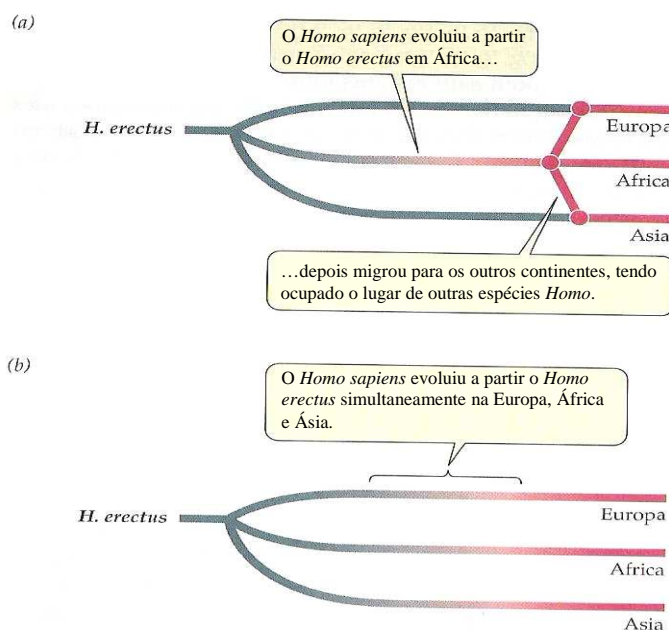 (a)
O Homo sapiens evoluiu a partir
o Homo erectus em África…
H. erectus
Europa
Africa
Asia
…depois migrou para os outros continentes, tendo
ocupado o lugar de outras espécies Homo.
(b)
O Homo sapiens evoluiu a partir o Homo
erectus simultaneamente na Europa, África
e Ásia.
H. erectus
Europa
Africa
Asia